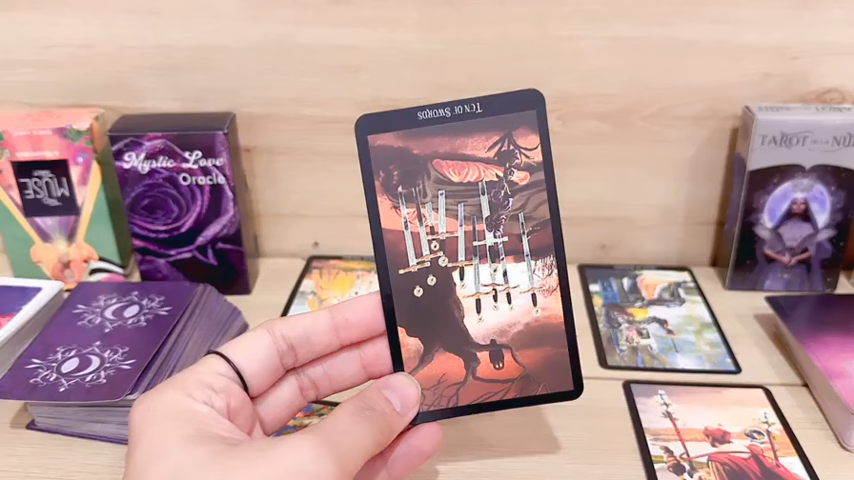 TEN OF SWORDS
MUSE
Mystic Love
Oracle
TAROT